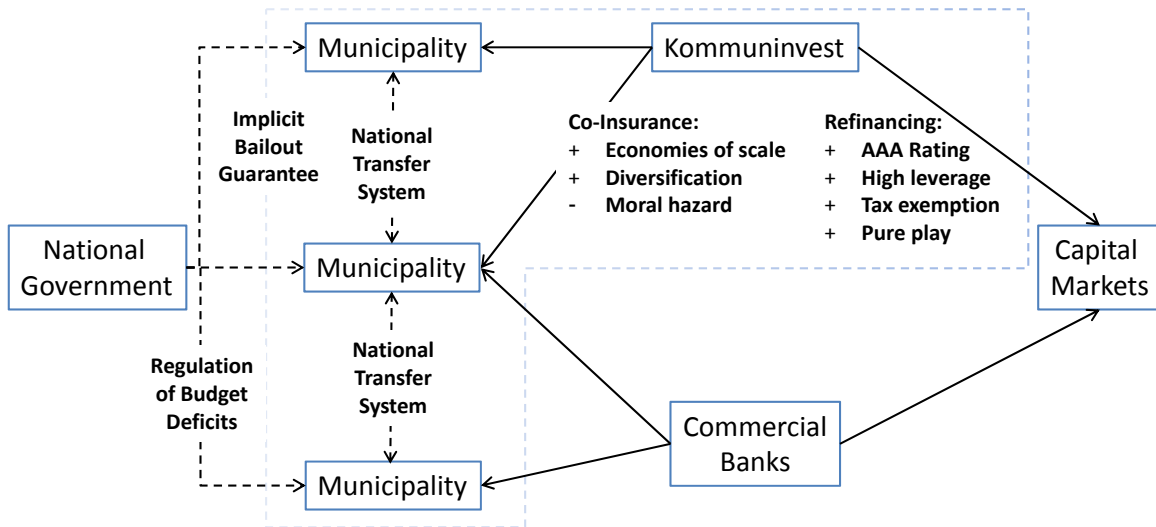 Municipality
Kommuninvest
Implicit
Bailout
Guarantee
National
Transfer
System
Co-Insurance:
+ Economies of scale
+ Diversification
- Moral hazard
Refinancing:
+ AAA Rating
+ High leverage
+ Tax exemption
+ Pure play
National
Government
Municipality
Capital
Markets
Regulation
of Budget
Deficits
National
Transfer
System
Commercial
Banks
Municipality